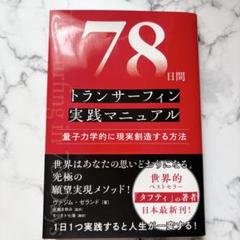 78日間
トランサーフィン
実践マニュアル
量子力学的に現実創造する方法
世界はあなたの思いどおりになる。
究極の
願望実現メソッド!
ヴァジム・ゼランド 著
世界的
ベストセラー
『タフティ』の著者
日本最新刊!
1日1つ実践すると人生が一変する!